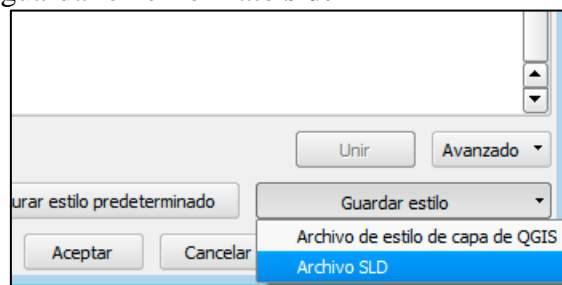 Unir Avanzado
urar estilo predeterminado Guardar estilo
Aceptar Cancelar Archivo de estilo de capa de QGIS
Archivo SLD